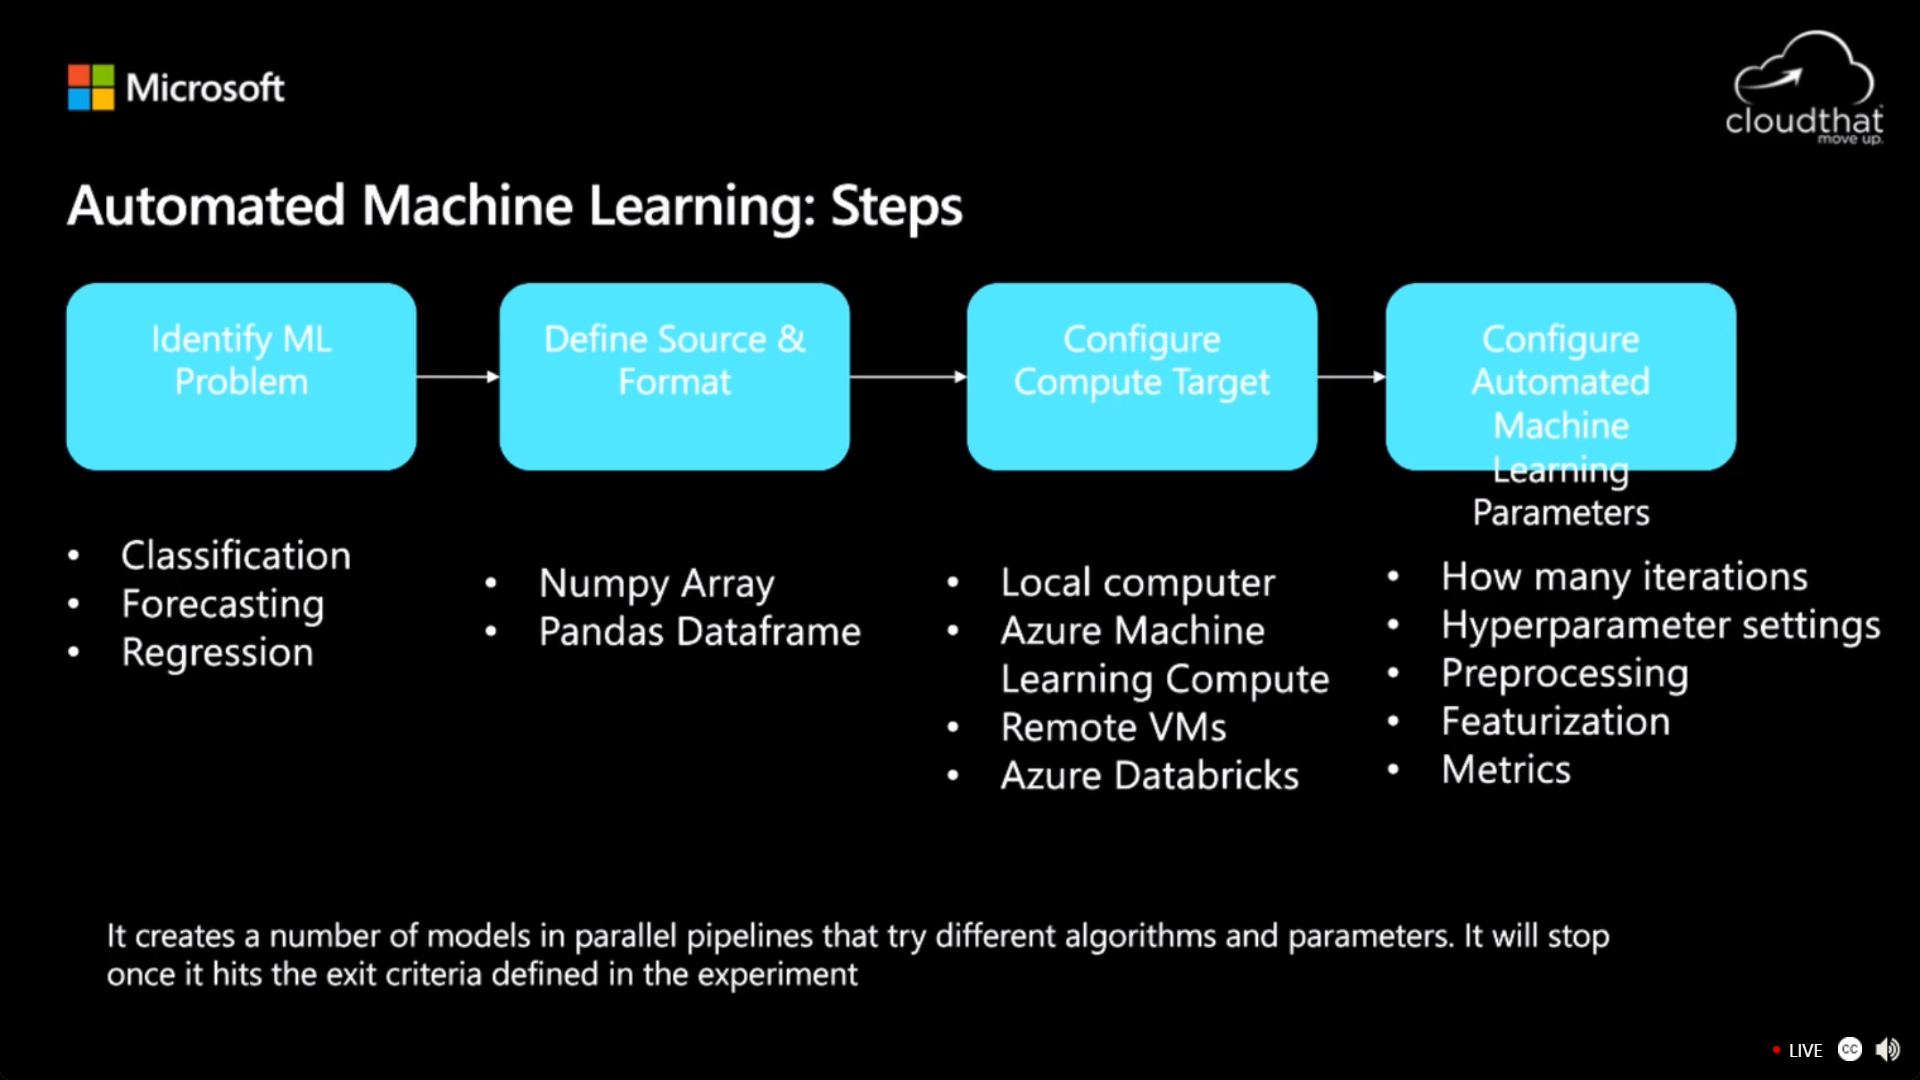 Microsoft
cloudthat
move up.
Automated Machine Learning: Steps
Identify ML
Problem
Define Source &
Format
Configure
Compute Target
Configure
Automated
Machine
Learning
Parameters
• Classification
• Forecasting
• Regression
• Numpy Array
• Pandas Dataframe
• Local computer
• Azure Machine
Learning Compute
• Remote VMs
• Azure Databricks
• How many iterations
• Hyperparameter settings
• Preprocessing
• Featurization
• Metrics
It creates a number of models in parallel pipelines that try different algorithms and parameters. It will stop
once it hits the exit criteria defined in the experiment
• LIVE CC